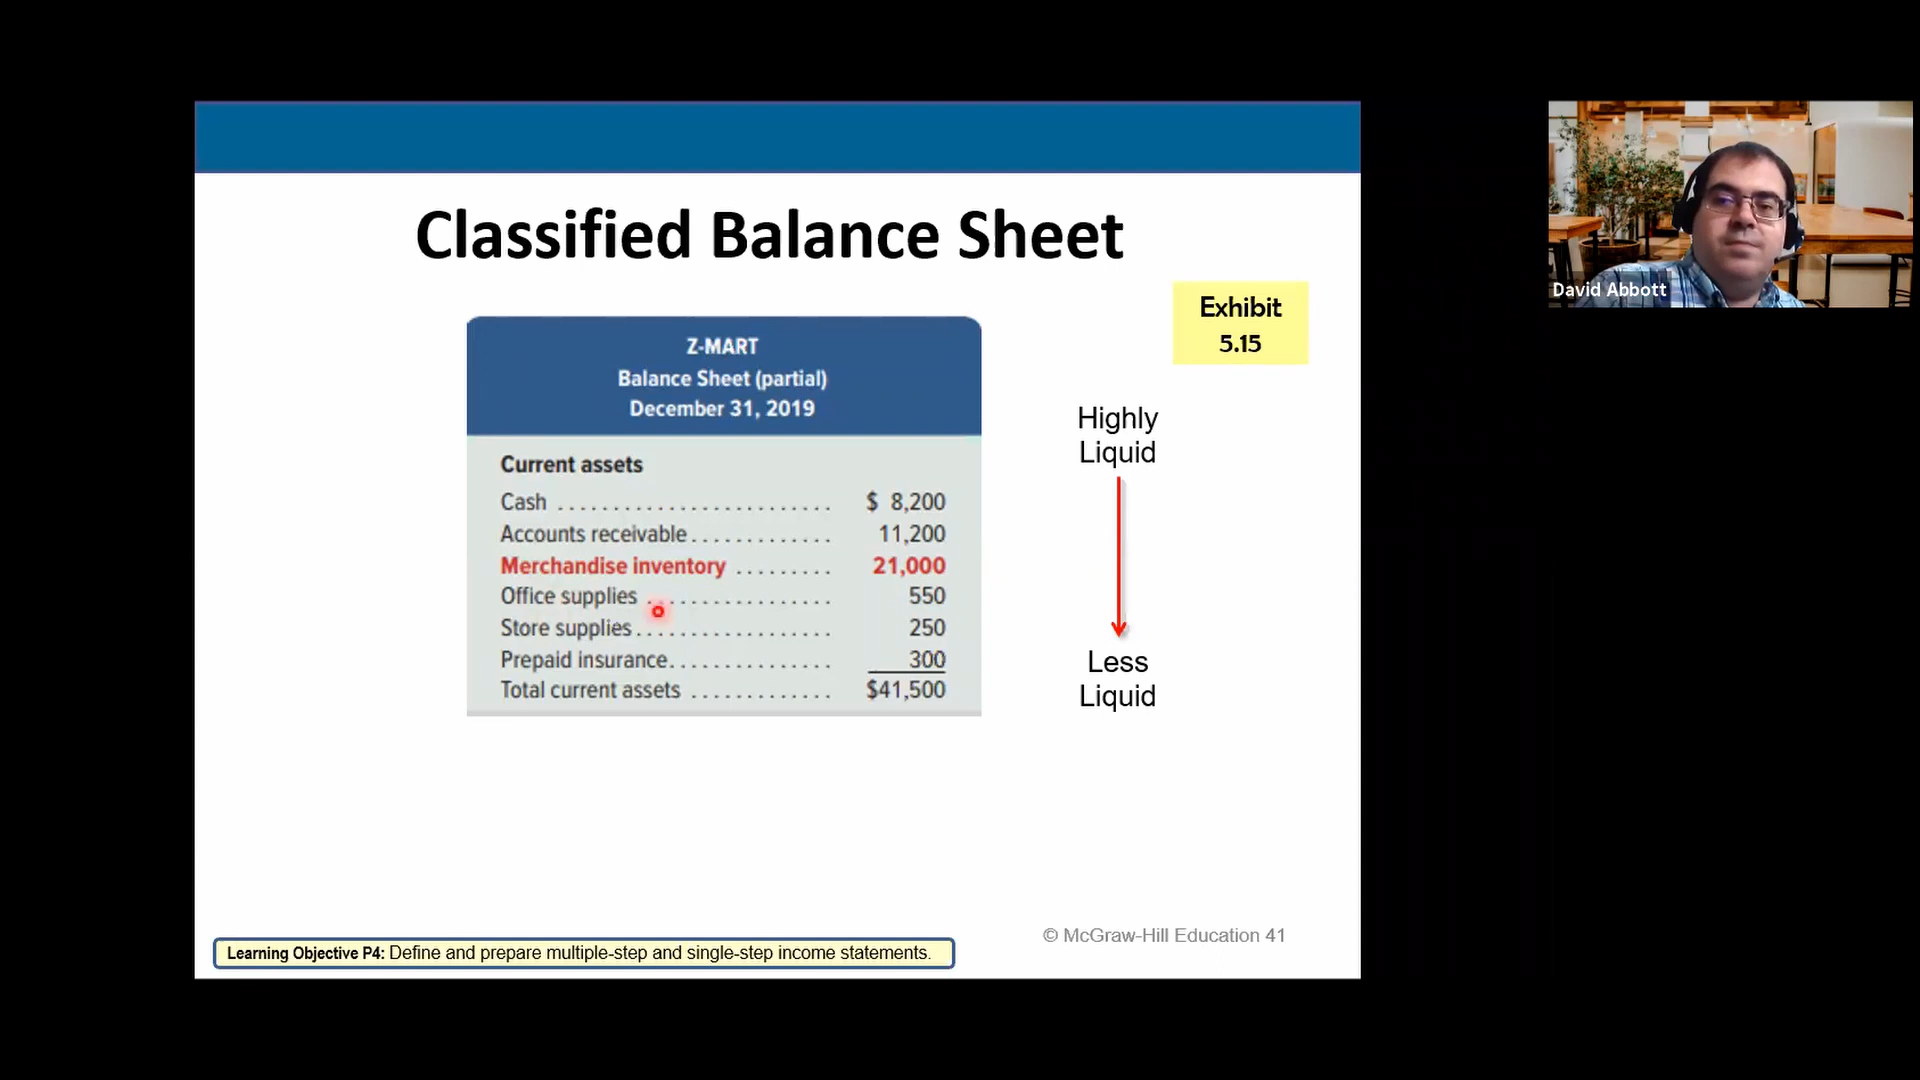 Classified Balance Sheet
Exhibit
5.15
Z-MART
Balance Sheet (partial)
December 31, 2019
Current assets
Cash ........................ $ 8,200
Accounts receivable ............. 11,200
Merchandise inventory ......... 21,000
Office supplies ................. 550
Store supplies .................. 250
Prepaid insurance ............... 300
Total current assets ............. $41,500
Highly
Liquid
Less
Liquid
Learning Objective P4: Define and prepare multiple-step and single-step income statements.
© McGraw-Hill Education 41
David Abbott